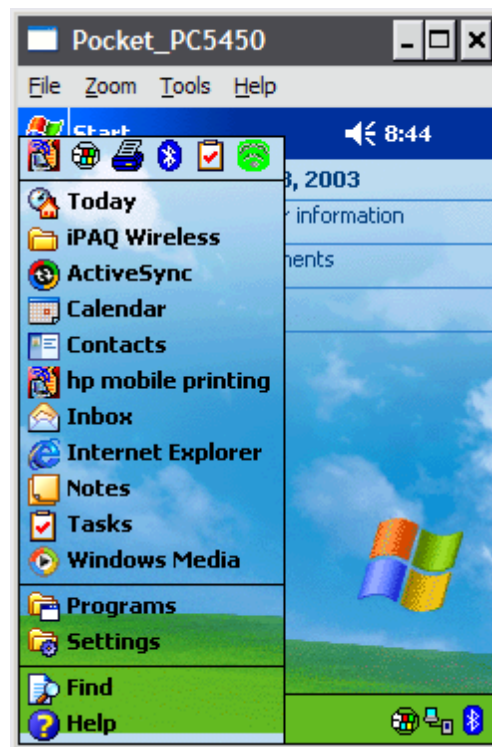 Pocket_PC5450
File Zoom Tools Help
Start 8:44
3, 2003
Today
information
iPAQ Wireless
ActiveSync
Calendar
Contacts
hp mobile printing
Inbox
Internet Explorer
Notes
Tasks
Windows Media
Programs
Settings
Find
Help